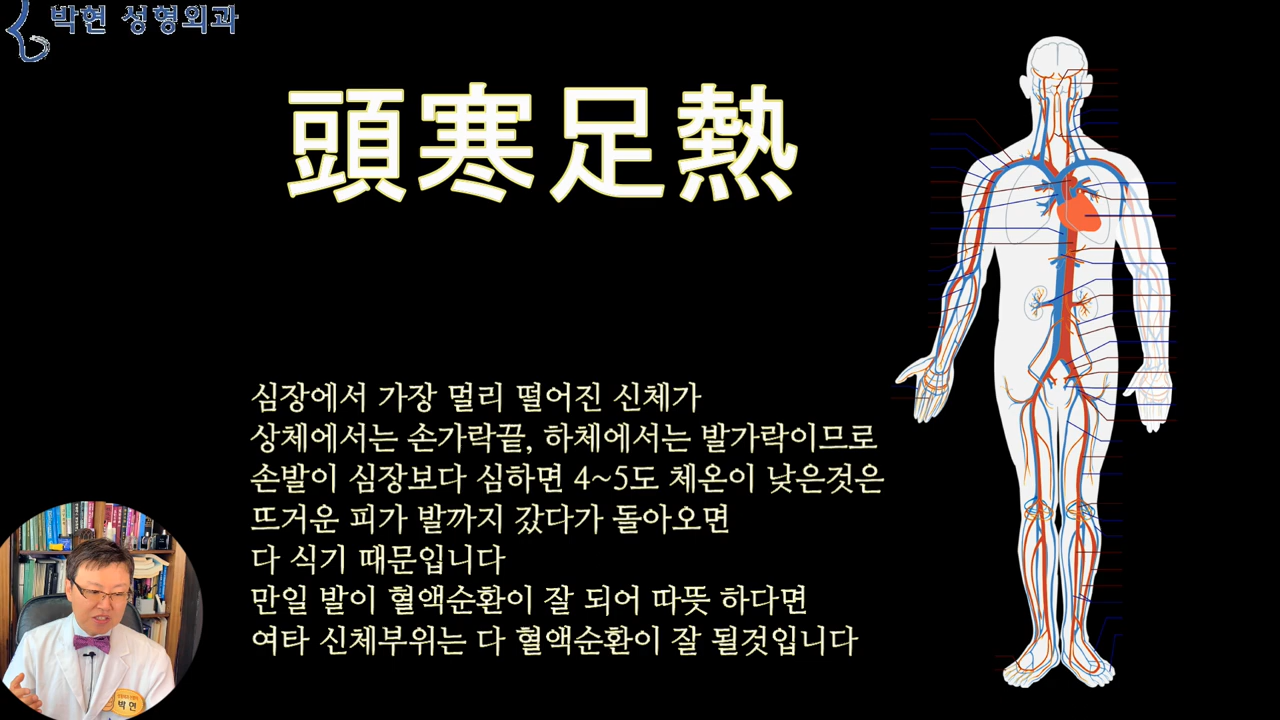 박현 성형외과
頭寒足熱
심장에서 가장 멀리 떨어진 신체가
상체에서는 손가락끝, 하체에서는 발가락이므로
손발이 심장보다 심하면 4~5도 체온이 낮은것은
뜨거운 피가 발까지 갔다가 돌아오면
다 식기 때문입니다
만일 발이 혈액순환이 잘 되어 따뜻 하다면
여타 신체부위는 다 혈액순환이 잘 될것입니다
박현